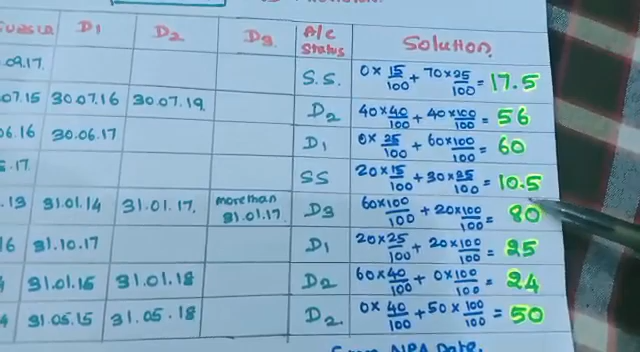 D1 D2 D3 A/C Status Solution
.09.17. S.S. 0 × 15/100 + 70 × 25/100 = 17.5
07.15 30.07.16 30.07.19. D2 40 × 40/100 + 40 × 100/100 = 56
06.16 30.06.17 D1 0 × 25/100 + 60 × 100/100 = 60
.17 SS 20 × 15/100 + 30 × 25/100 = 10.5
.13 31.01.14 31.01.17. more than 31.01.17. D3 60 × 100/100 + 20 × 100/100 = 80
16 31.10.17 D1 20 × 25/100 + 20 × 100/100 = 25
31.01.15 31.01.18 D2 60 × 40/100 + 0 × 100/100 = 24
4 31.05.15 31.05.18 D2. 0 × 40/100 + 50 × 100/100 = 50
NPA Date.